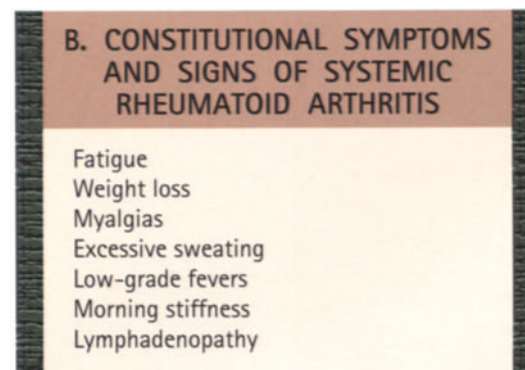 B. CONSTITUTIONAL SYMPTOMS
AND SIGNS OF SYSTEMIC
RHEUMATOID ARTHRITIS
Fatigue
Weight loss
Myalgias
Excessive sweating
Low-grade fevers
Morning stiffness
Lymphadenopathy